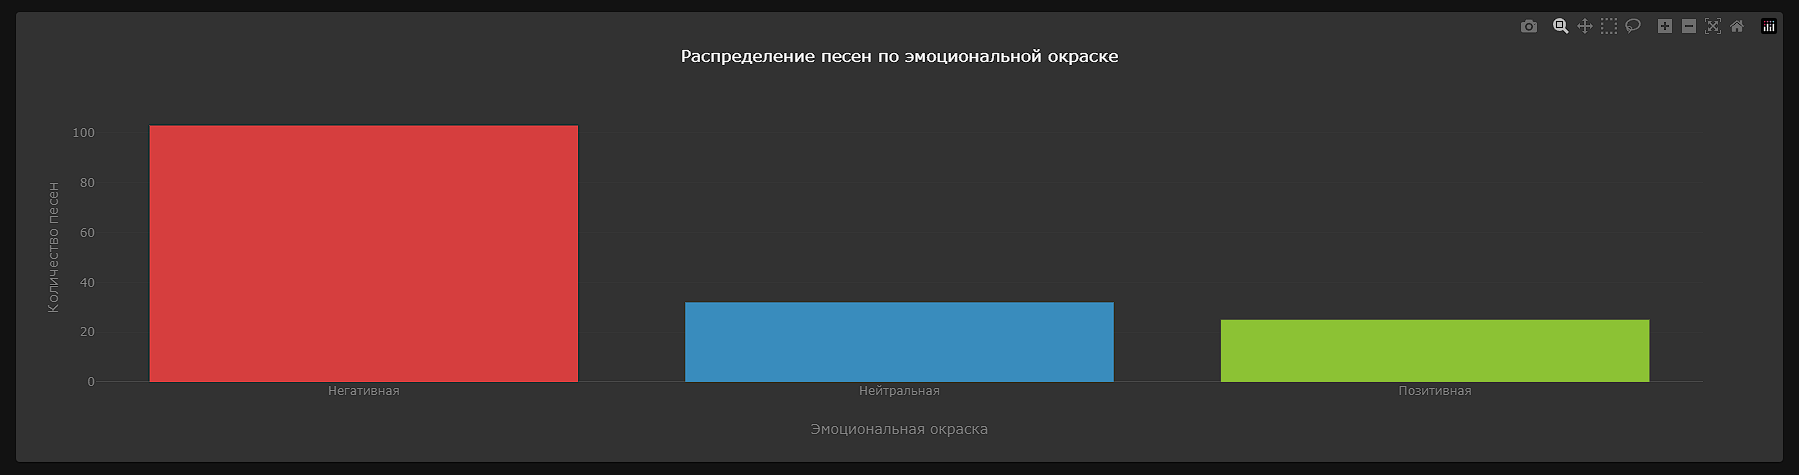 Распределение песен по эмоциональной окраске
Количество песен
100
80
60
40
20
0
Негативная
Нейтральная
Позитивная
Эмоциональная окраска